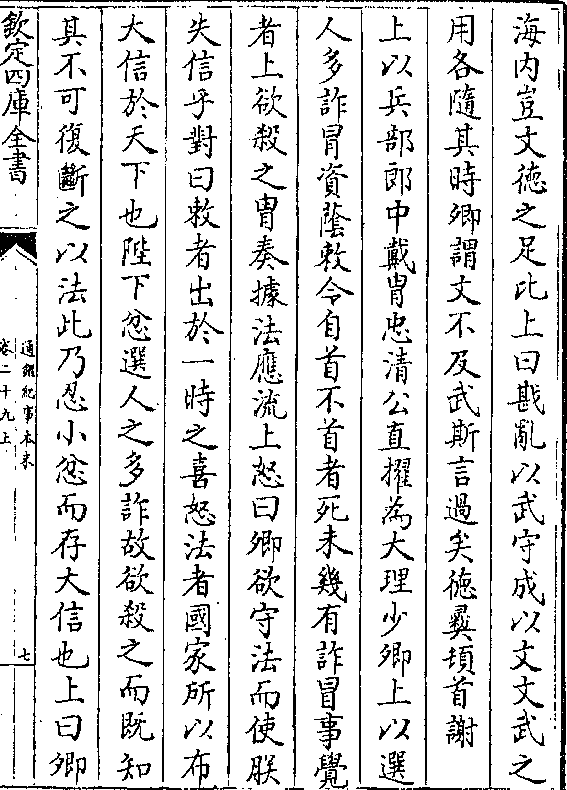 海内豈文徳之足比上曰戡亂以武守成以文文武之
用各隨其時卿謂文不及武斯言過矣徳彛頓首謝
上以兵部郎中戴胄忠清公直擢為大理少卿上以選
人多詐冒資䕃敕令自首不首者死未幾有詐冒事覺
者上欲殺之胄奏據法應流上怒曰卿欲守法而使朕
失信乎對曰敕者出於一時之喜怒法者國家所以布
大信於天下也陛下忿選人之多詐故欲殺之而既知
其不可復斷之以法此乃忍小忿而存大信也上曰卿
欽定四庫全書
通鑑紀事本末
卷二十九上
七